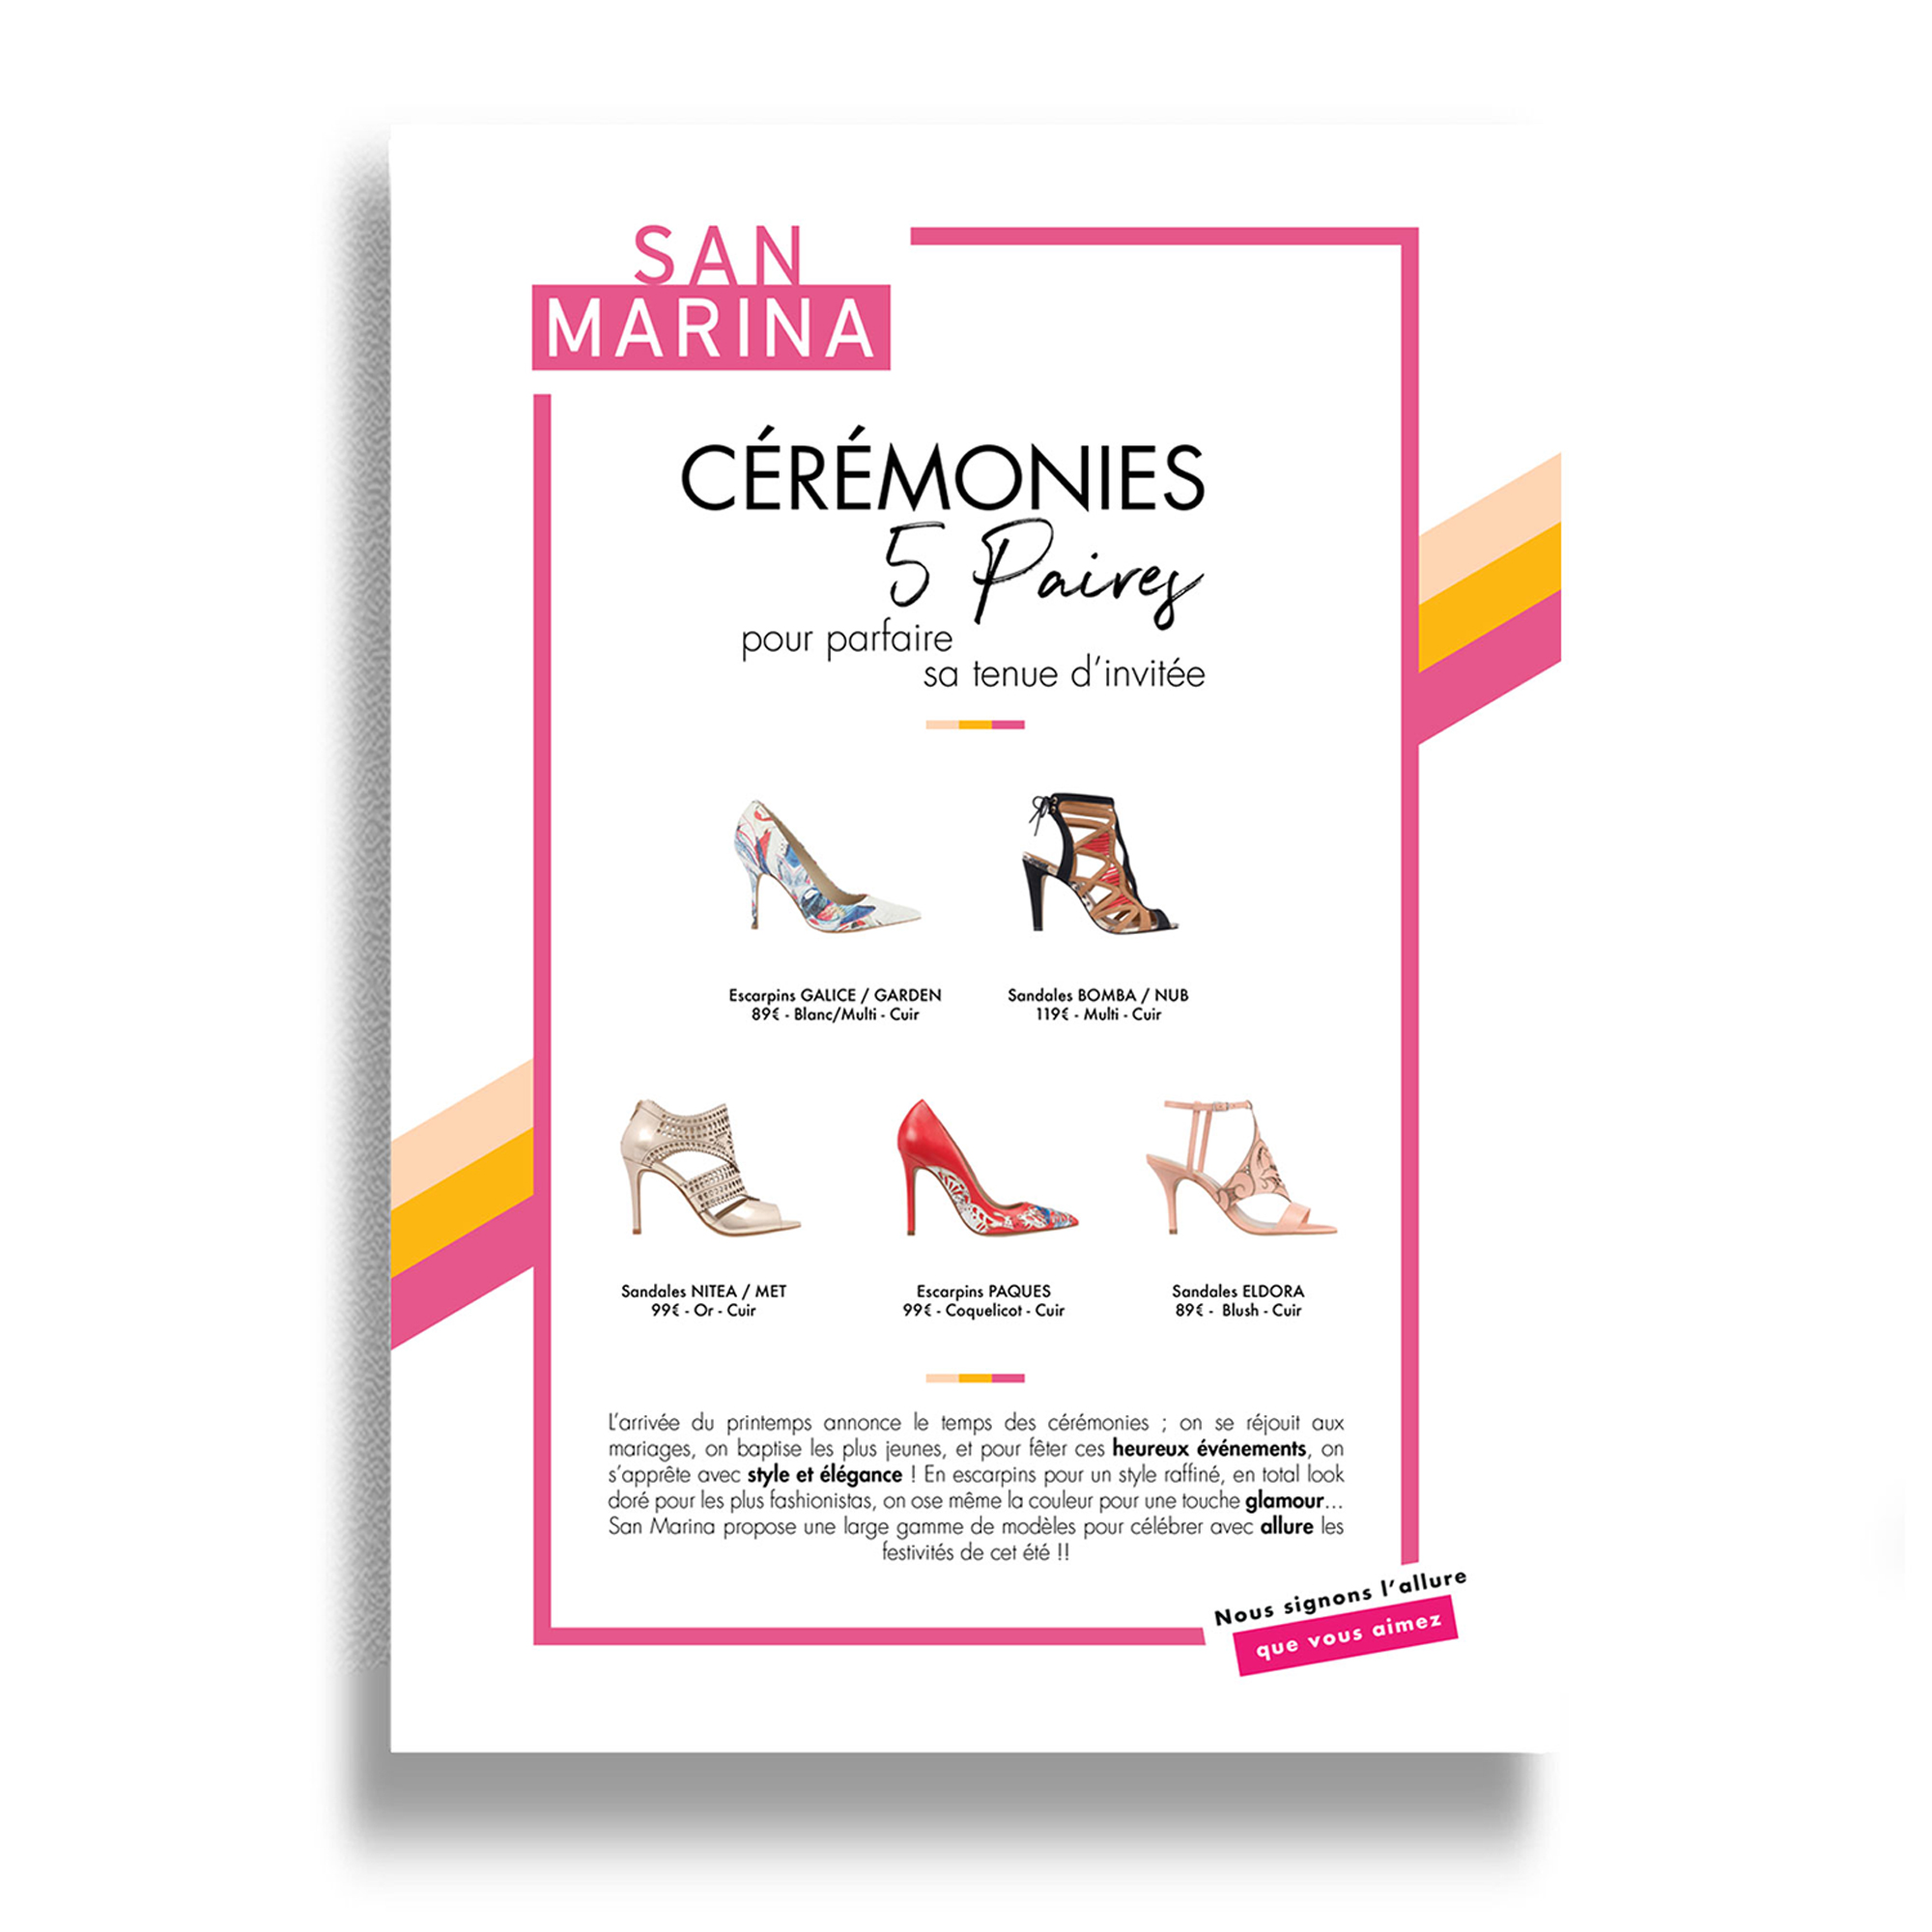 SAN
MARINA
CÉRÉMONIES
5 Paires
pour parfaire
sa tenue d'invitée
Escarpins GALICE / GARDEN
89€ - Blanc/Multi - Cuir
Sandales BOMBA / NUB
119€ - Multi - Cuir
Sandales NITEA / MET
99€ - Or - Cuir
Escarpins PAQUES
99€ - Coquelicot - Cuir
Sandales ELDORA
89€ - Blush - Cuir
L'arrivée du printemps annonce le temps des cérémonies ; on se réjouit aux
mariages, on baptise les plus jeunes, et pour fêter ces heureux événements, on
s'apprête avec style et élégance ! En escarpins pour un style raffiné, en total look
doré pour les plus fashionistas, on ose même la couleur pour une touche glamour...
San Marina propose une large gamme de modèles pour célébrer avec allure les
festivités de cet été !!
Nous signons l'allure
que vous aimez